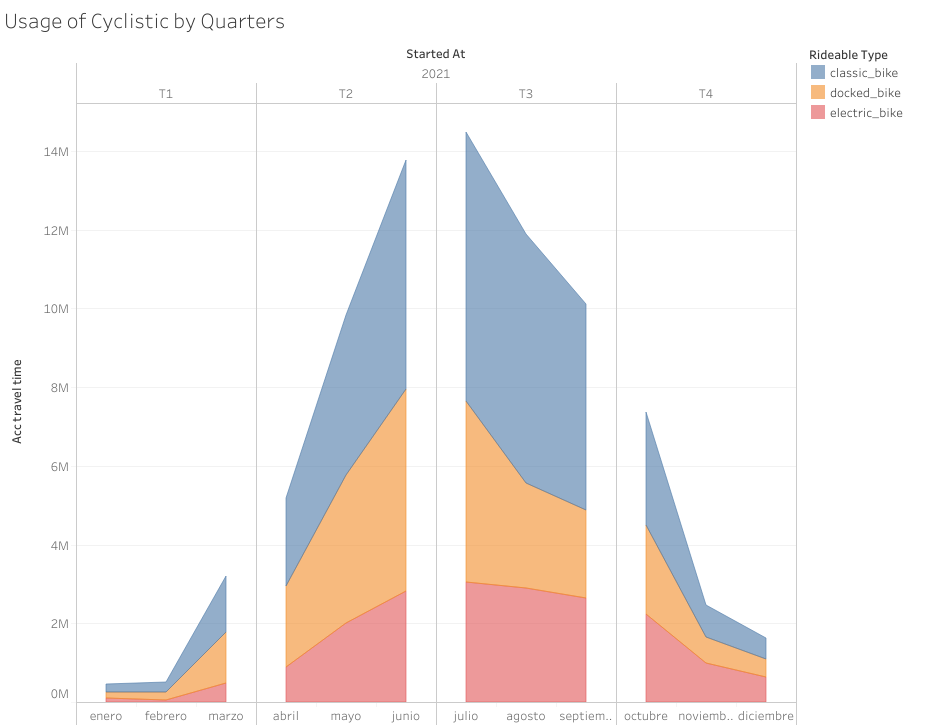 Usage of Cyclistic by Quarters
Started At
2021
T1 T2 T3 T4
Rideable Type
classic_bike
docked_bike
electric_bike
Acc travel time
14M
12M
10M
8M
6M
4M
2M
0M
enero febrero marzo abril mayo junio julio agosto septiem.. octubre noviemb.. diciembre